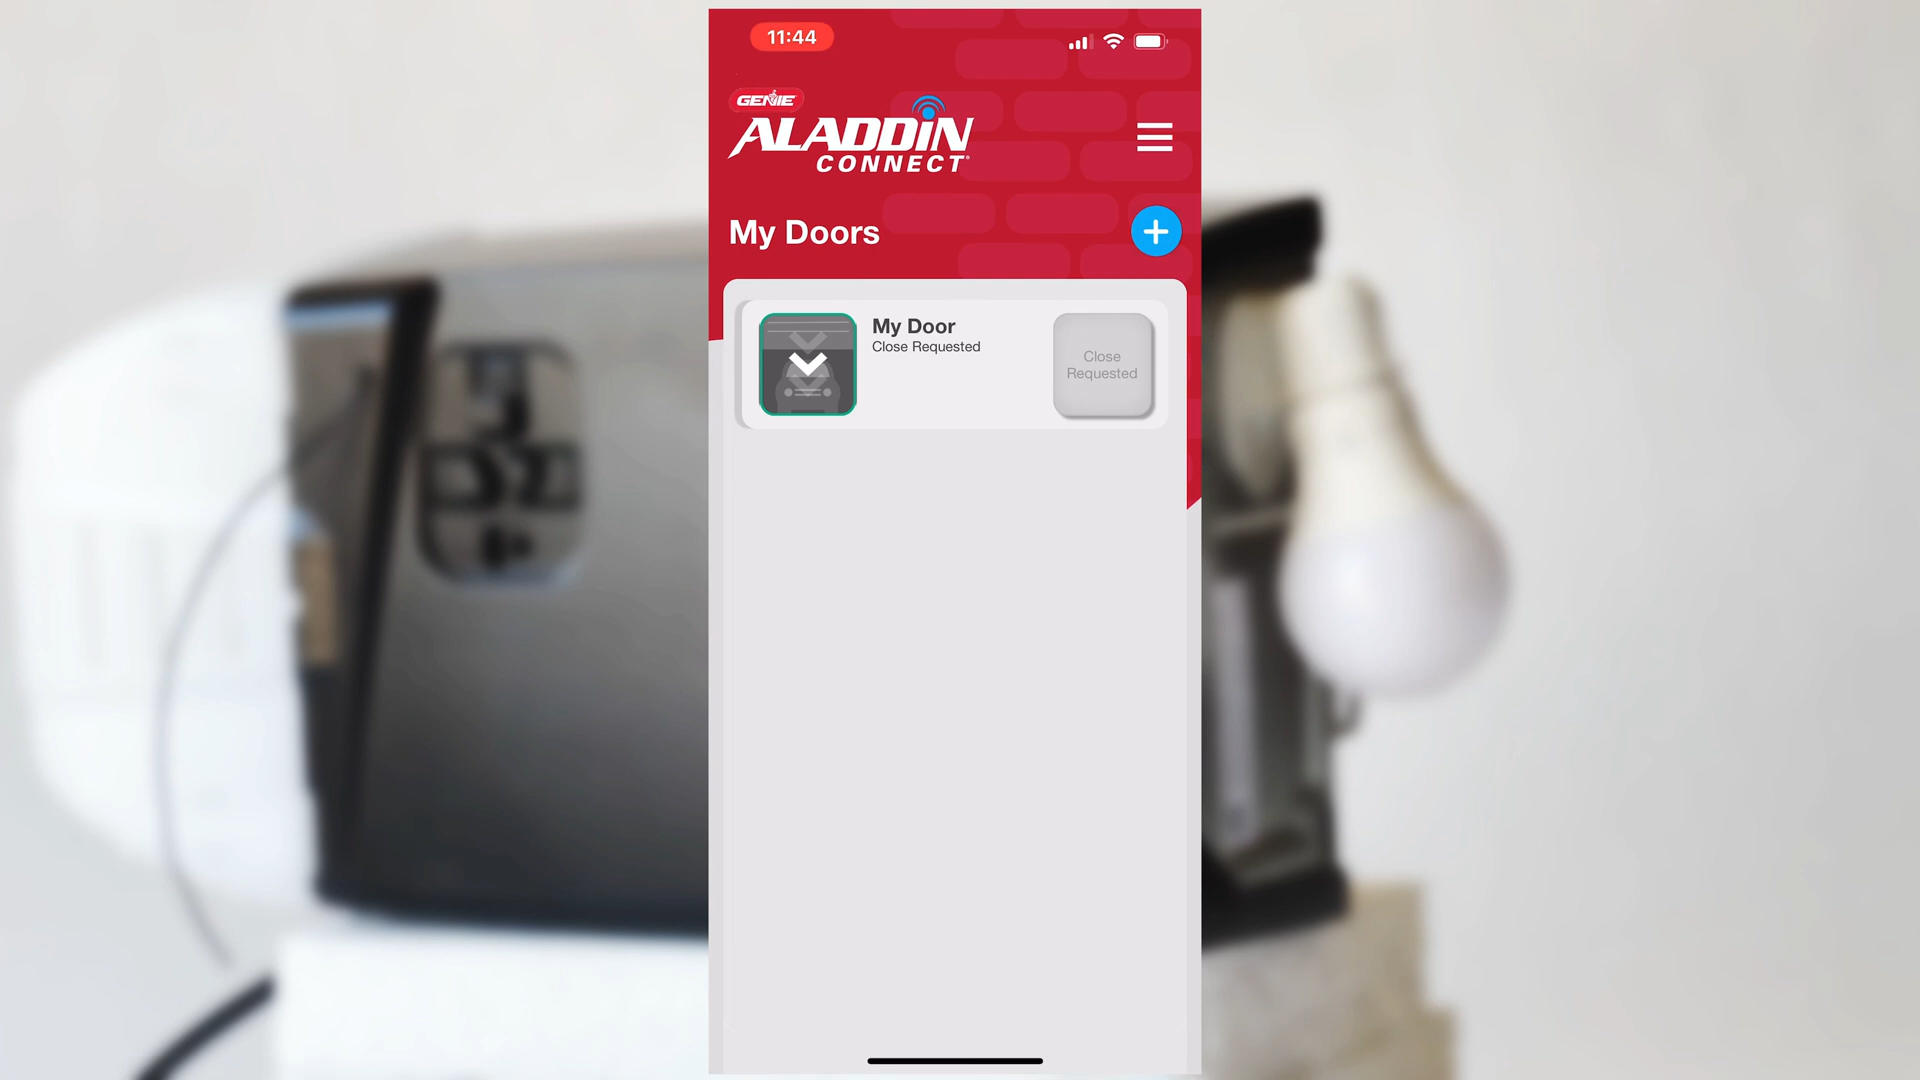 11:44
GENIE
ALADDIN
CONNECT
My Doors
My Door
Close Requested
Close
Requested